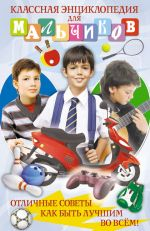 КЛАССНАЯ ЭНЦИКЛОПЕДИЯ
ДЛЯ
МАЛЬЧИКОВ
ОТЛИЧНЫЕ СОВЕТЫ
КАК БЫТЬ ЛУЧШИМ
ВО ВСЁМ!